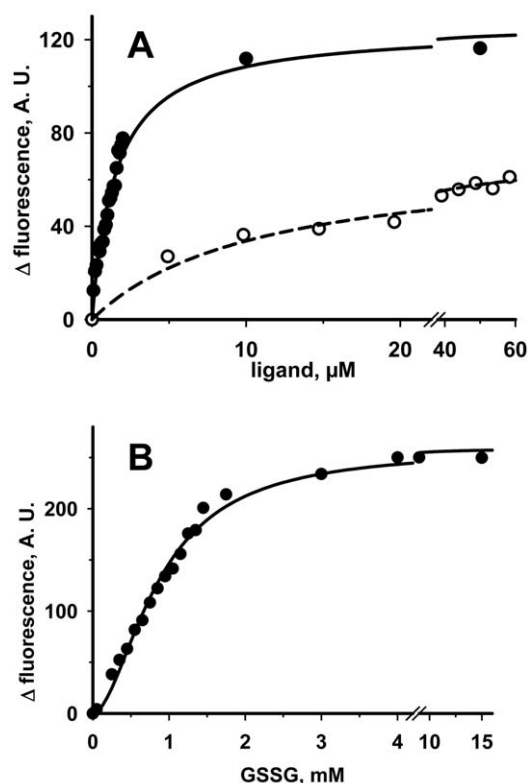 A
Δ fluorescence, A. U.
120
80
40
0
0 10 20 40 60
ligand, µM
B
Δ fluorescence, A. U.
200
100
0
0 1 2 3 4 10 15
GSSG, mM